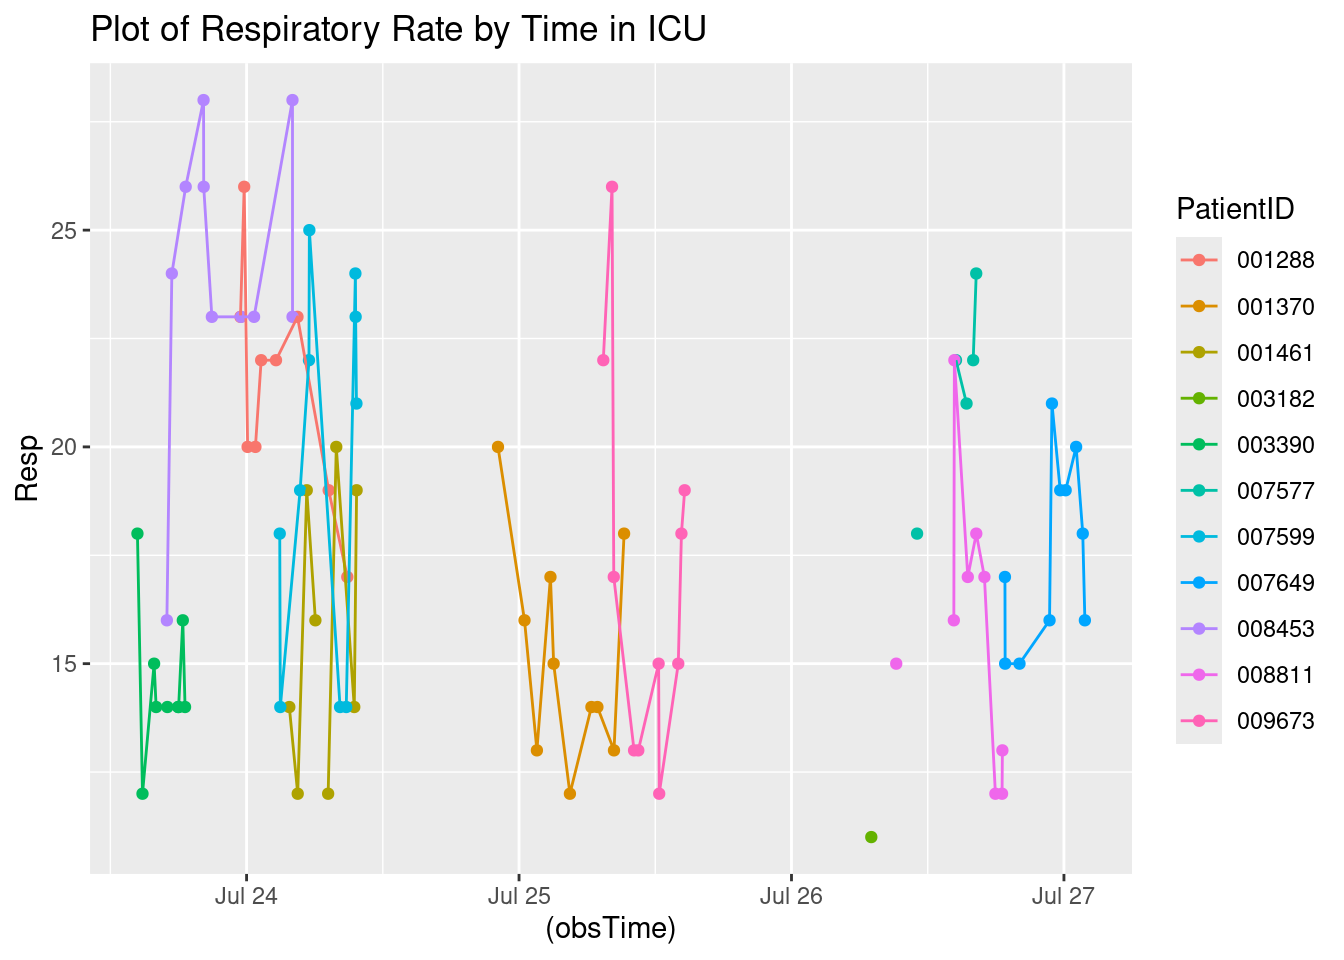 Plot of Respiratory Rate by Time in ICU
Resp
25
20
15
Jul 24
Jul 25
Jul 26
Jul 27
(obsTime)
PatientID
001288
001370
001461
003182
003390
007577
007599
007649
008453
008811
009673